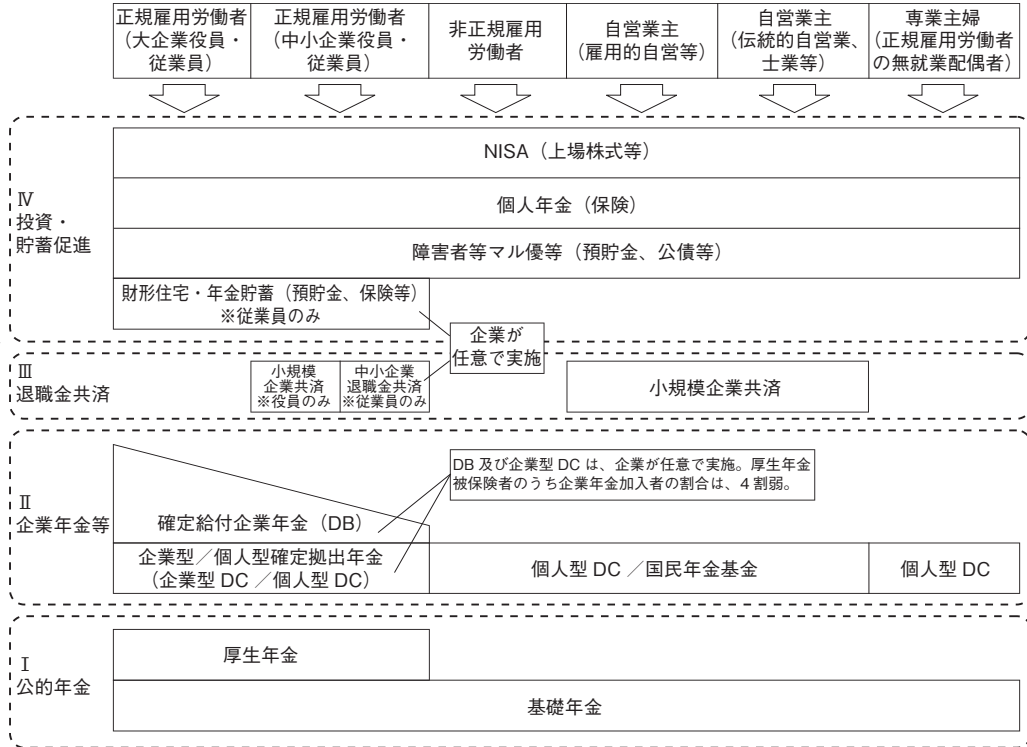 正規雇用労働者
（大企業役員・
従業員）
正規雇用労働者
（中小企業役員・
従業員）
非正規雇用
労働者
自営業主
（雇用的自営等）
自営業主
（伝統的自営業、
士業等）
専業主婦
（正規雇用労働者
の無就業配偶者）
Ⅳ
投資・
貯蓄促進
NISA（上場株式等）
個人年金（保険）
障害者等マル優等（預貯金、公債等）
財形住宅・年金貯蓄（預貯金、保険等）
※従業員のみ
企業が
任意で実施
Ⅲ
退職金共済
小規模
企業共済
※役員のみ
中小企業
退職金共済
※従業員のみ
小規模企業共済
Ⅱ
企業年金等
DB 及び企業型 DC は、企業が任意で実施。厚生年金
被保険者のうち企業年金加入者の割合は、４割弱。
確定給付企業年金（DB）
企業型／個人型確定拠出年金
（企業型 DC ／個人型 DC）
個人型 DC ／国民年金基金
個人型 DC
Ⅰ
公的年金
厚生年金
基礎年金